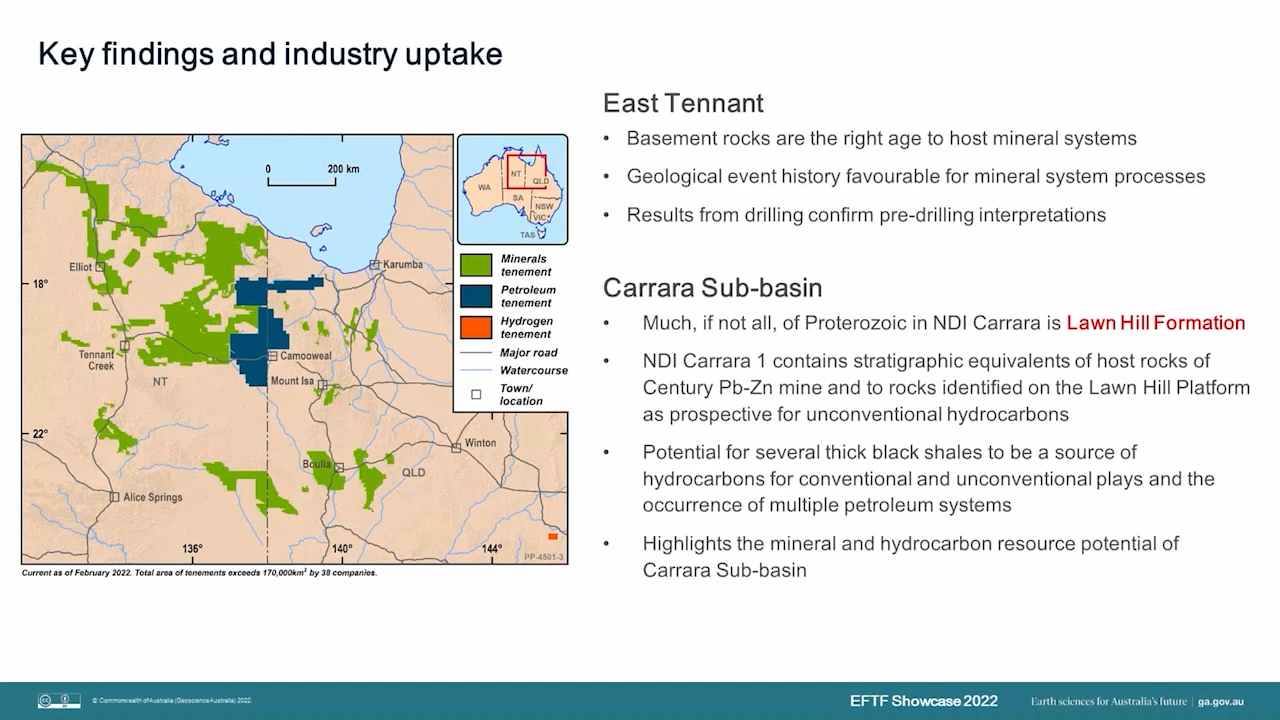 Key findings and industry uptake
0 200 km
Elliot
Karumba
18°
Tennant
Creek
Camooweal
NT
Mount Isa
22°
Winton
Boulia
QLD
Alice Springs
136° 140° 144°
PP-4501-3
WA
NT
QLD
SA
NSW
VIC
TAS
Minerals
tenement
Petroleum
tenement
Hydrogen
tenement
Major road
Watercourse
Town/
location
Current as of February 2022. Total area of tenements exceeds 170,000km² by 38 companies.
East Tennant
• Basement rocks are the right age to host mineral systems
• Geological event history favourable for mineral system processes
• Results from drilling confirm pre-drilling interpretations
Carrara Sub-basin
• Much, if not all, of Proterozoic in NDI Carrara is Lawn Hill Formation
• NDI Carrara 1 contains stratigraphic equivalents of host rocks of
Century Pb-Zn mine and to rocks identified on the Lawn Hill Platform
as prospective for unconventional hydrocarbons
• Potential for several thick black shales to be a source of
hydrocarbons for conventional and unconventional plays and the
occurrence of multiple petroleum systems
• Highlights the mineral and hydrocarbon resource potential of
Carrara Sub-basin
cc BY
© Commonwealth of Australia (Geoscience Australia) 2022.
EFTF Showcase 2022
Earth sciences for Australia's future | ga.gov.au